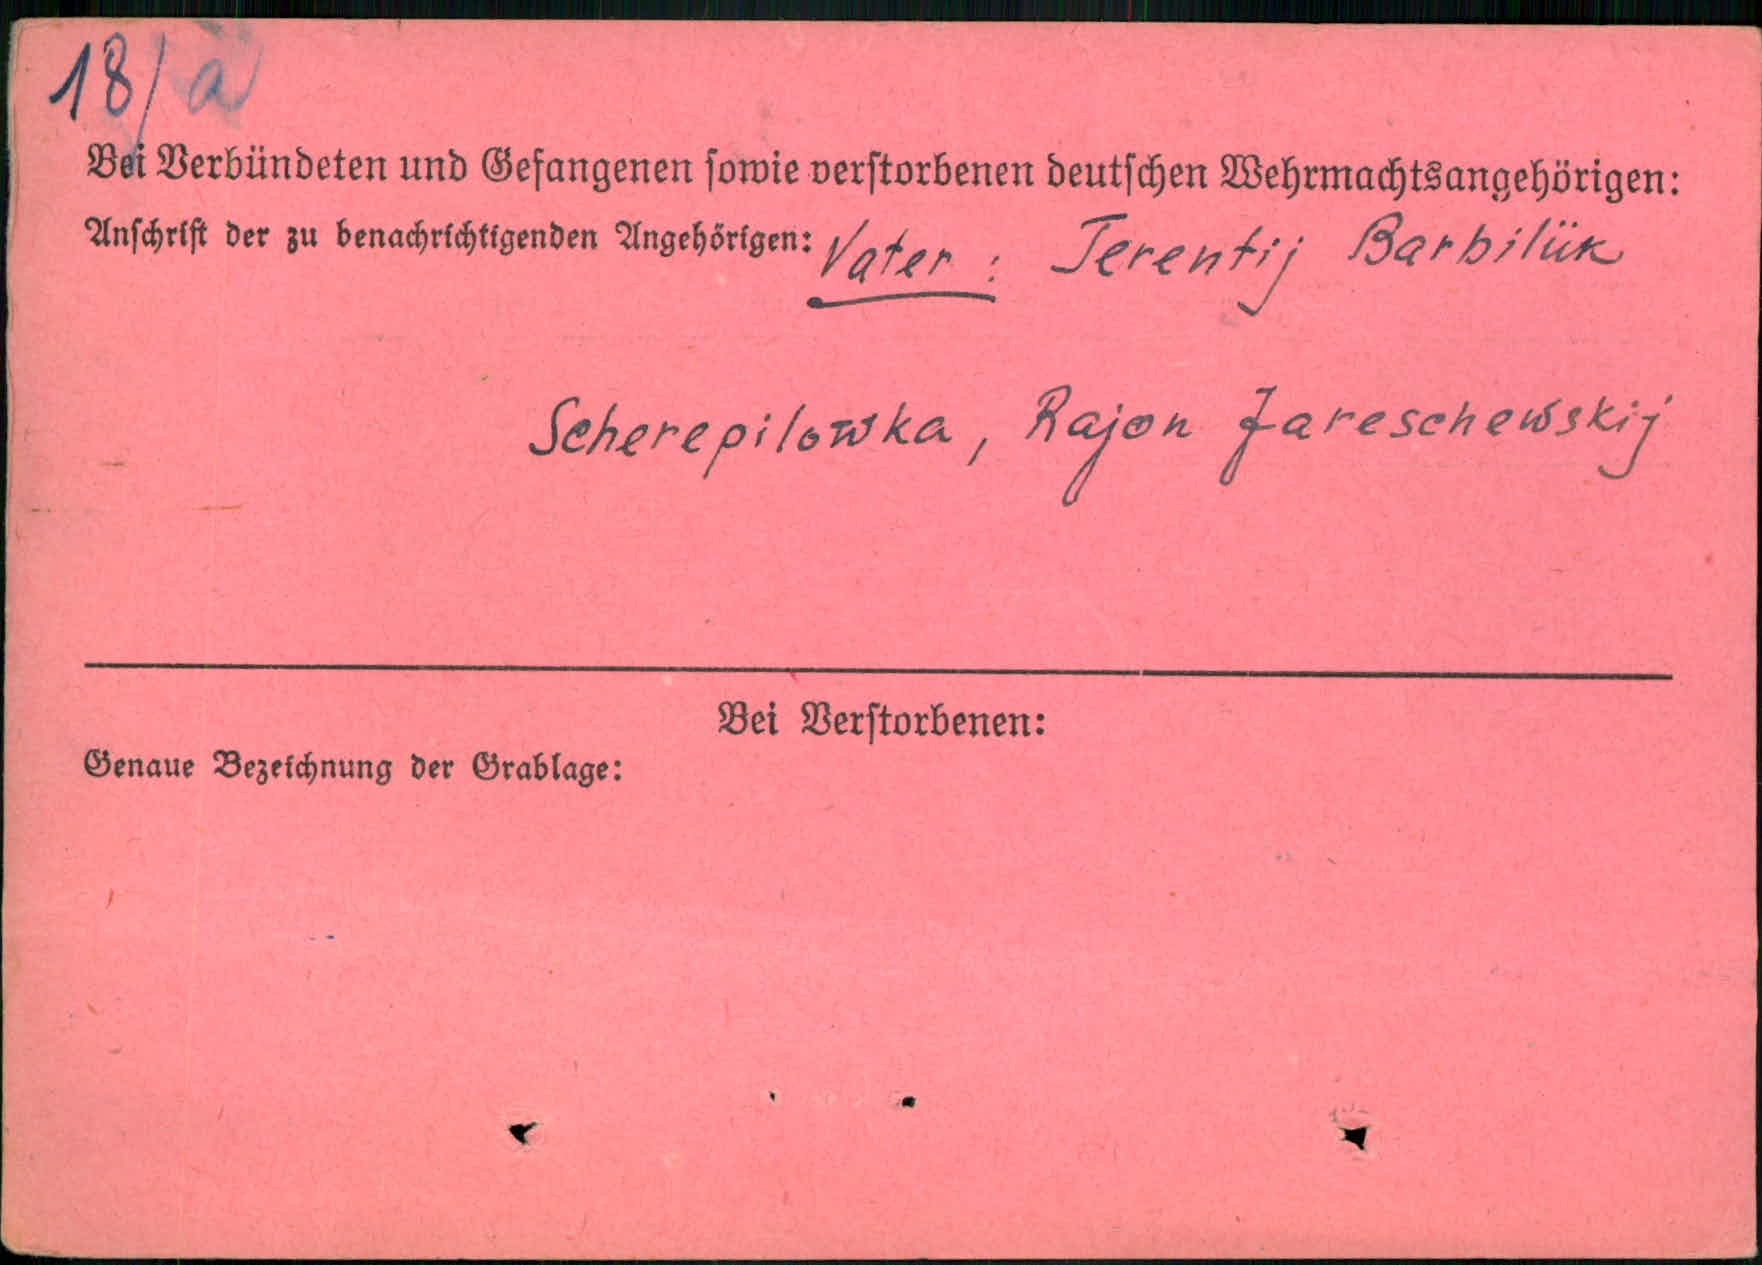 18/a
Bei Verbündeten und Gefangenen sowie verstorbenen deutschen Wehrmachtsangehörigen:
Anschrift der zu benachrichtigenden Angehörigen: Vater: Terentij Barbilük
Scherepilowka, Rajon Jareschewskij
Bei Verstorbenen:
Genaue Bezeichnung der Grablage: